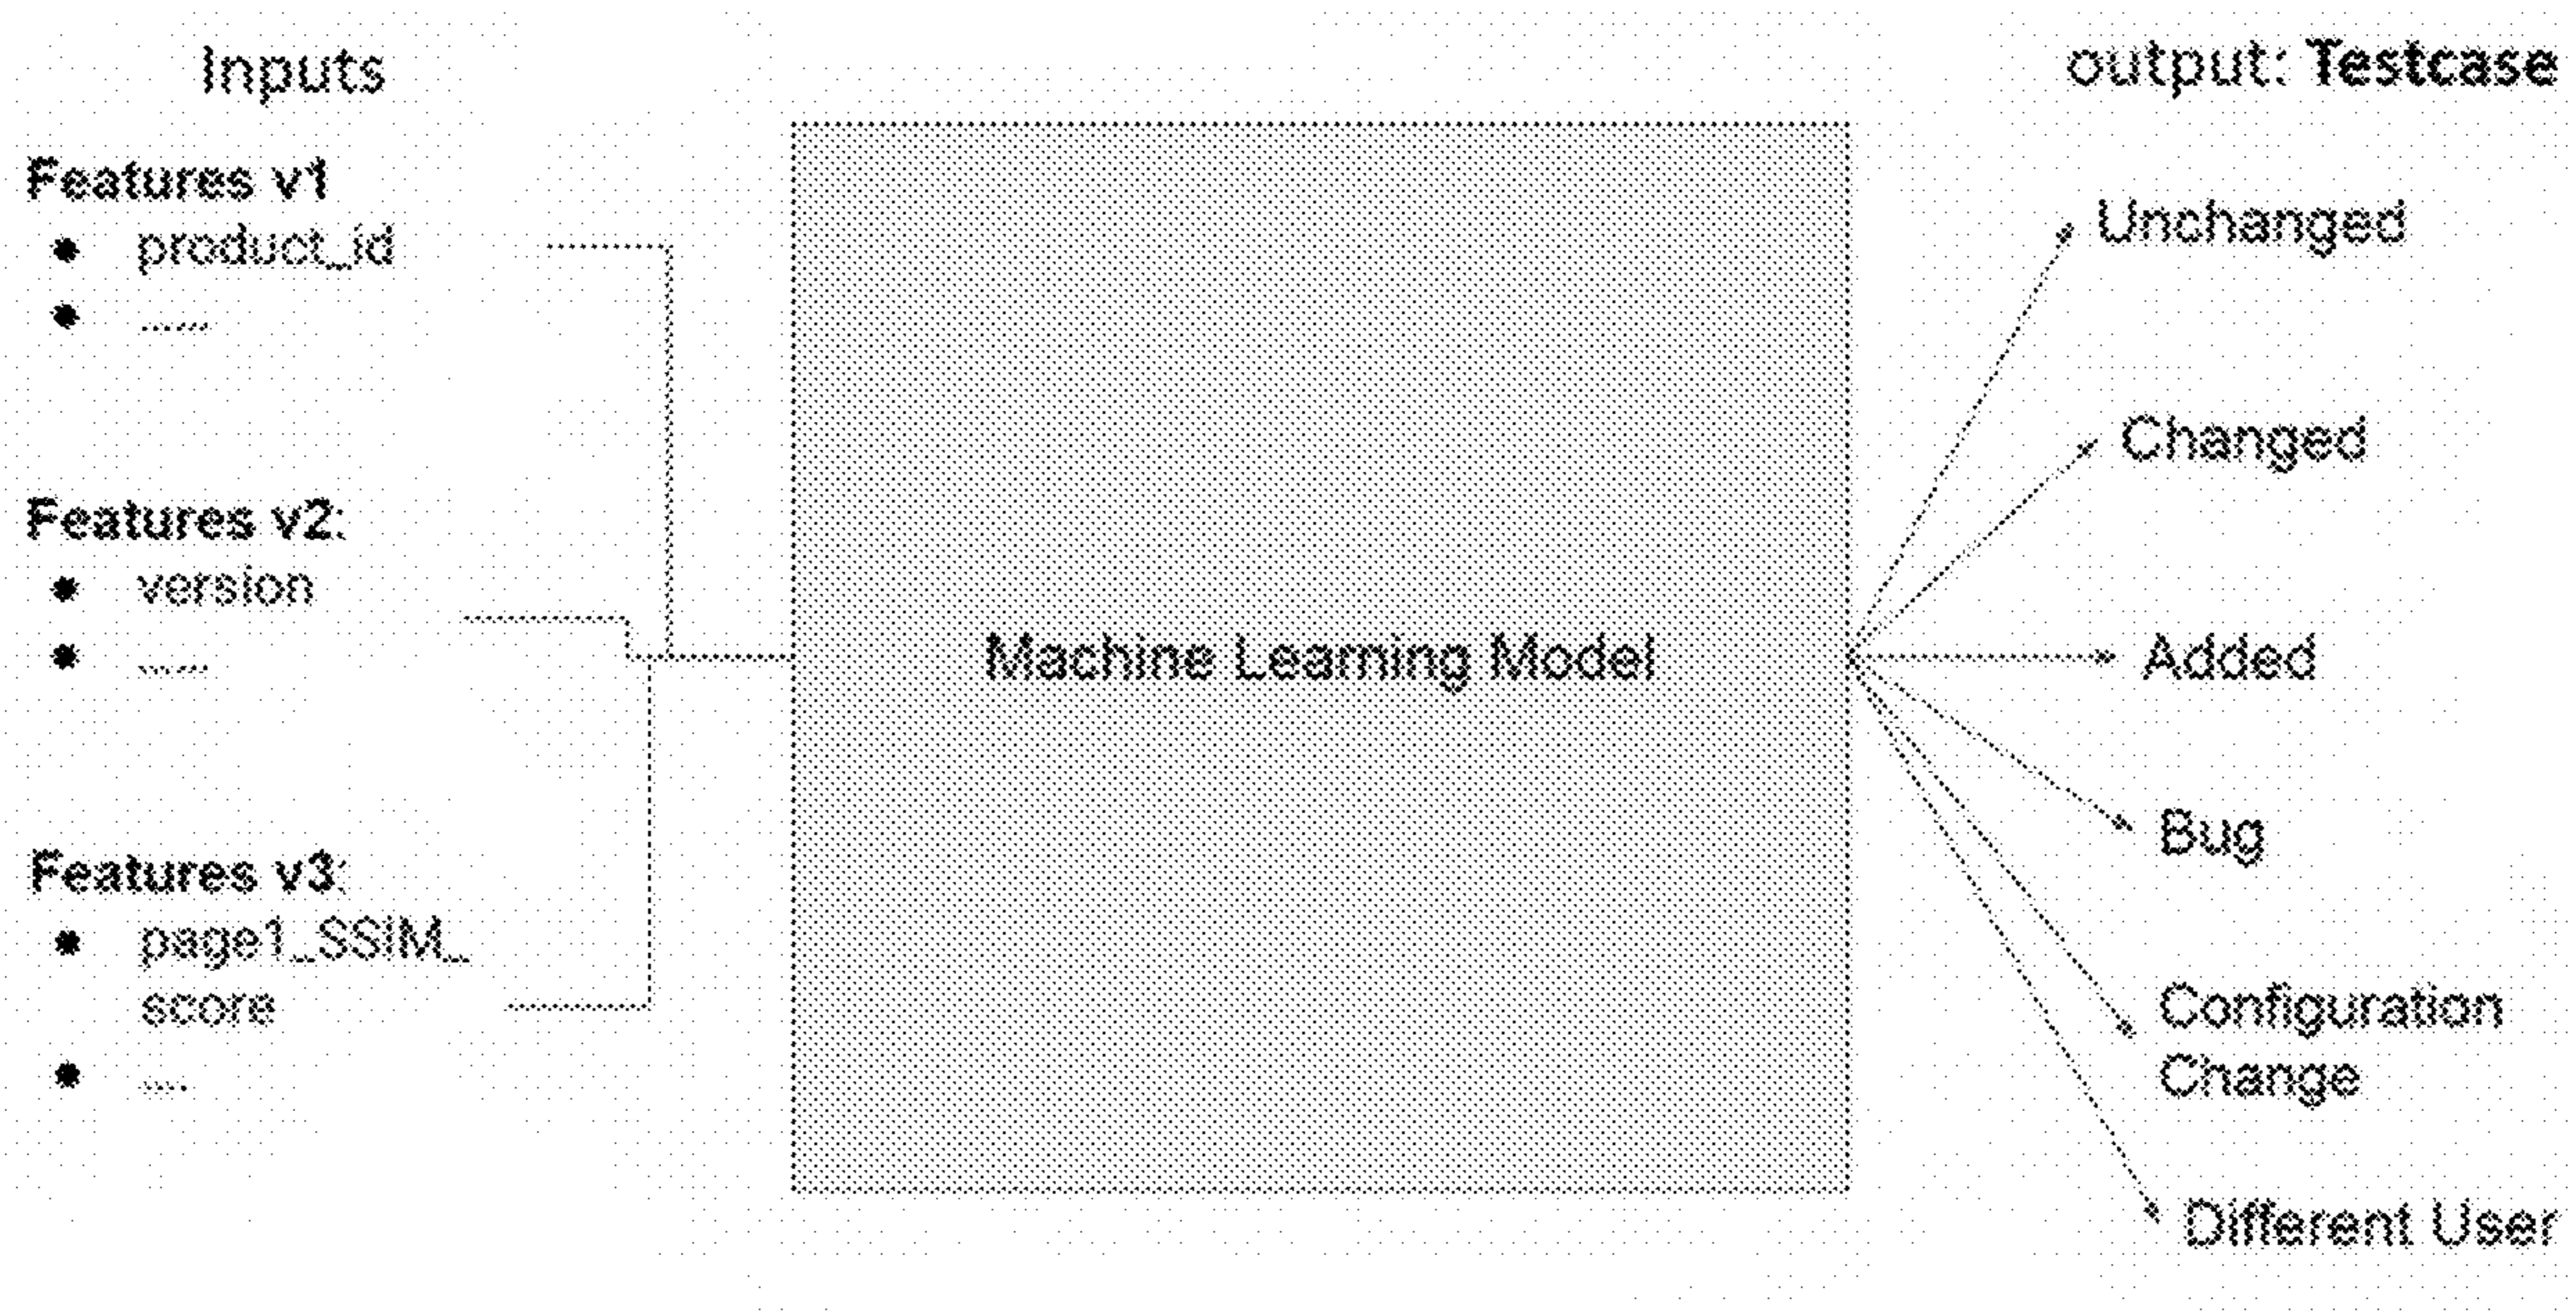 Inputs
Features v1
● product_id
● ......
Features v2:
● version
● ......
Features v3:
● page1_SSIM_
score
● ....
Machine Learning Model
output: Testcase
Unchanged
Changed
Added
Bug
Configuration
Change
Different User